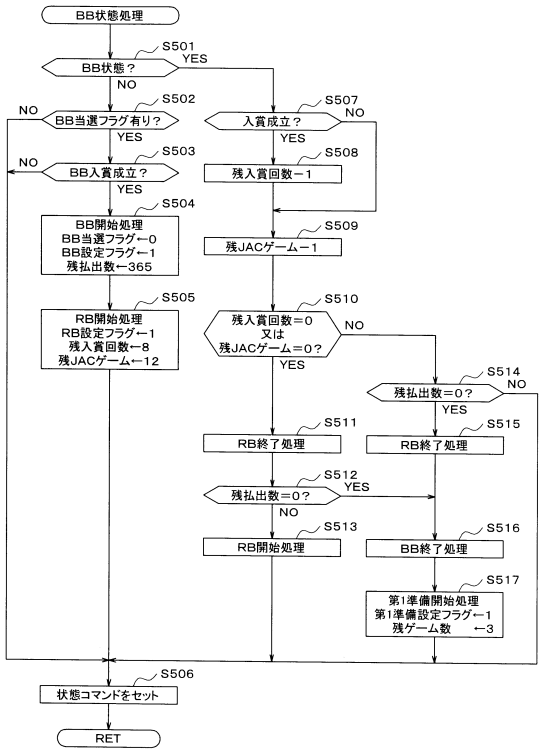 BB状態処理
S501
BB状態？
YES
NO
S502
NO
BB当選フラグ有り？
YES
S503
NO
BB入賞成立？
YES
S504
BB開始処理
BB当選フラグ←0
BB設定フラグ←1
残払出数←365
S505
RB開始処理
RB設定フラグ←1
残入賞回数←8
残JACゲーム←12
S507
入賞成立？
NO
YES
S508
残入賞回数－1
S509
残JACゲーム－1
S510
残入賞回数＝0
又は
残JACゲーム＝0？
NO
YES
S514
残払出数＝0？
NO
YES
S511
RB終了処理
S515
RB終了処理
S512
残払出数＝0？
YES
NO
S513
RB開始処理
S516
BB終了処理
S517
第1準備開始処理
第1準備設定フラグ←1
残ゲーム数 ←3
S506
状態コマンドをセット
RET